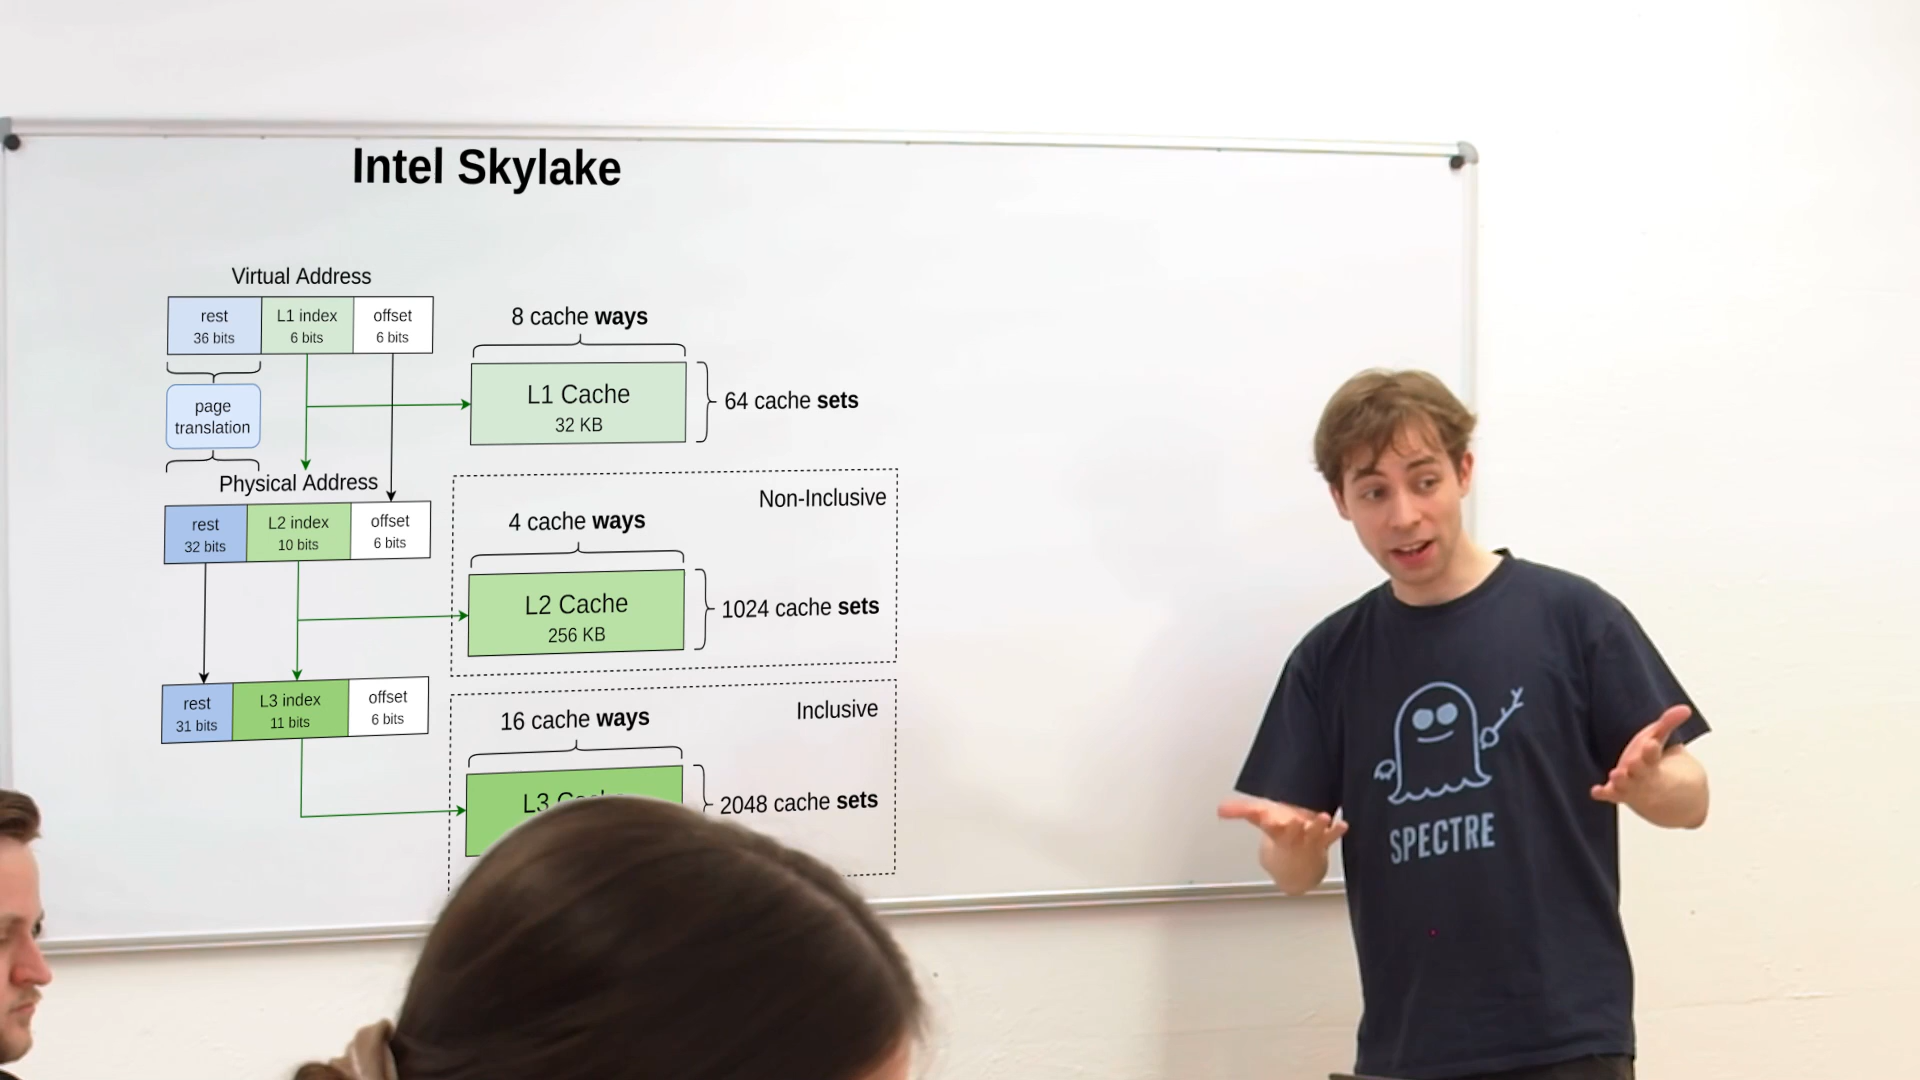 Intel Skylake
Virtual Address
rest
36 bits
L1 index
6 bits
offset
6 bits
page
translation
8 cache ways
L1 Cache
32 KB
64 cache sets
Physical Address
rest
32 bits
L2 index
10 bits
offset
6 bits
Non-Inclusive
4 cache ways
L2 Cache
256 KB
1024 cache sets
rest
31 bits
L3 index
11 bits
offset
6 bits
Inclusive
16 cache ways
L3 Cache
2048 cache sets
SPECTRE